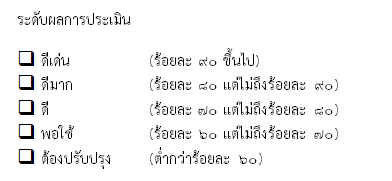 ระดับผลการประเมิน
❑ ดีเด่น (ร้อยละ ๙๐ ขึ้นไป)
❑ ดีมาก (ร้อยละ ๘๐ แต่ไม่ถึงร้อยละ ๙๐)
❑ ดี (ร้อยละ ๗๐ แต่ไม่ถึงร้อยละ ๘๐)
❑ พอใช้ (ร้อยละ ๖๐ แต่ไม่ถึงร้อยละ ๗๐)
❑ ต้องปรับปรุง (ต่ำกว่าร้อยละ ๖๐)